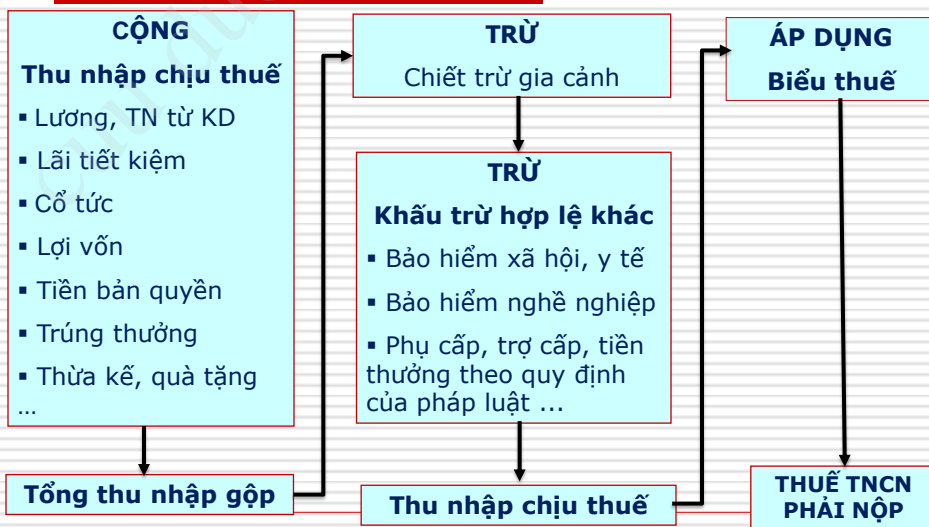 CỘNG
Thu nhập chịu thuế
▪ Lương, TN từ KD
▪ Lãi tiết kiệm
▪ Cổ tức
▪ Lợi vốn
▪ Tiền bản quyền
▪ Trúng thưởng
▪ Thừa kế, quà tặng
...
Tổng thu nhập gộp
TRỪ
Chiết trừ gia cảnh
TRỪ
Khấu trừ hợp lệ khác
▪ Bảo hiểm xã hội, y tế
▪ Bảo hiểm nghề nghiệp
▪ Phụ cấp, trợ cấp, tiền
thưởng theo quy định
của pháp luật ...
Thu nhập chịu thuế
ÁP DỤNG
Biểu thuế
THUẾ TNCN
PHẢI NỘP